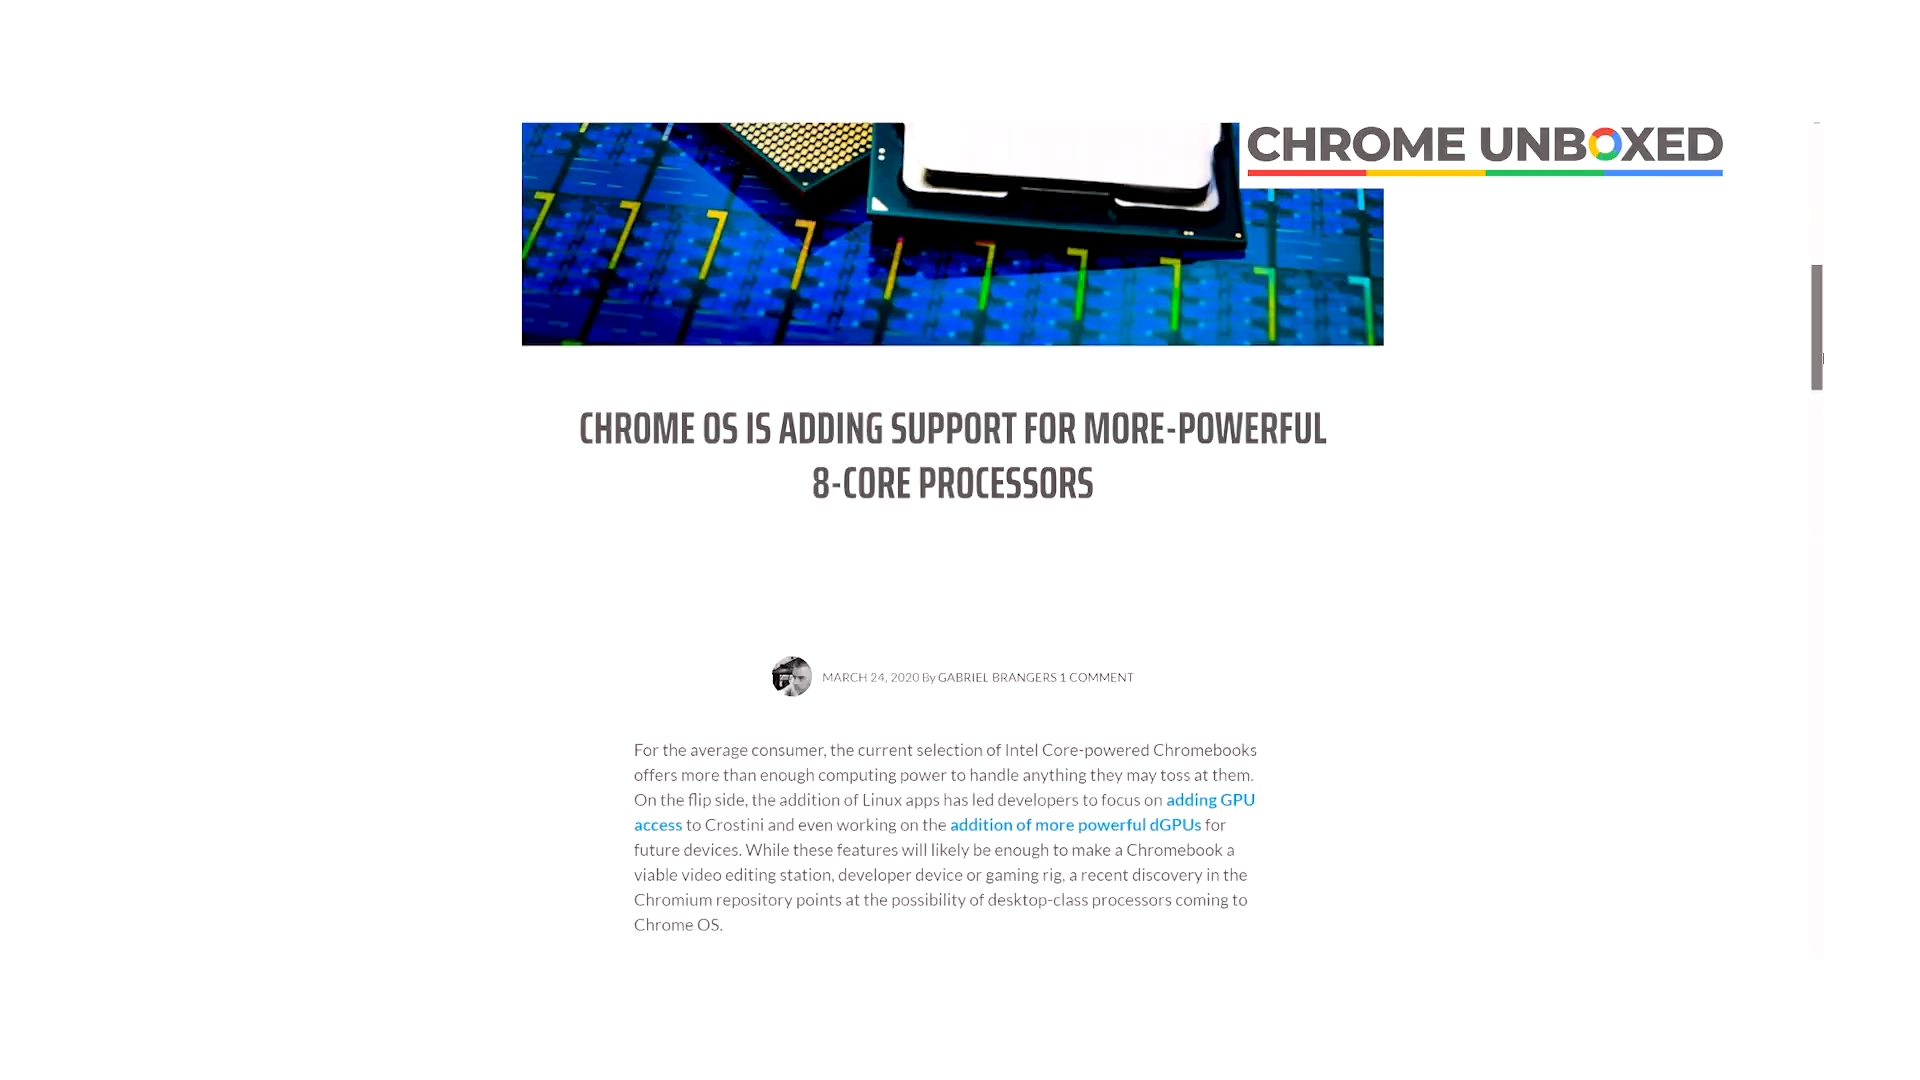 CHROME UNBOXED
CHROME OS IS ADDING SUPPORT FOR MORE-POWERFUL
8-CORE PROCESSORS
MARCH 24, 2020 By GABRIEL BRANGERS 1 COMMENT
For the average consumer, the current selection of Intel Core-powered Chromebooks
offers more than enough computing power to handle anything they may toss at them.
On the flip side, the addition of Linux apps has led developers to focus on adding GPU
access to Crostini and even working on the addition of more powerful dGPUs for
future devices. While these features will likely be enough to make a Chromebook a
viable video editing station, developer device or gaming rig, a recent discovery in the
Chromium repository points at the possibility of desktop-class processors coming to
Chrome OS.